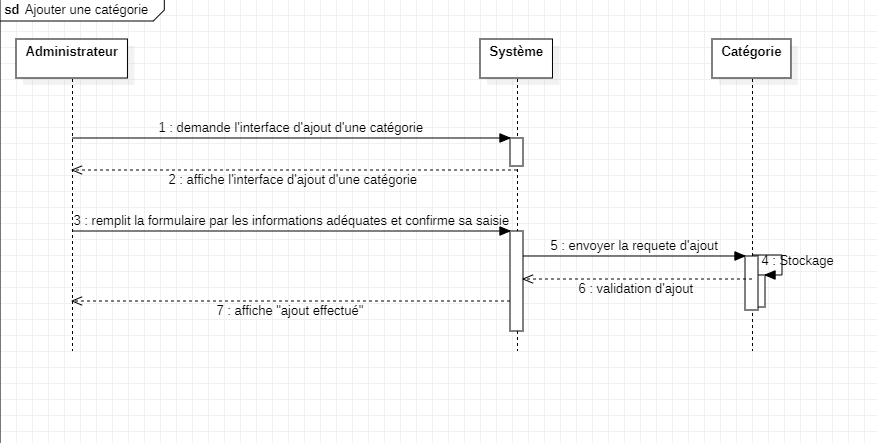 sd Ajouter une catégorie
Administrateur
Système
Catégorie
1 : demande l'interface d'ajout d'une catégorie
2 : affiche l'interface d'ajout d'une catégorie
3 : remplit la formulaire par les informations adéquates et confirme sa saisie
5 : envoyer la requete d'ajout
4 : Stockage
6 : validation d'ajout
7 : affiche "ajout effectué"